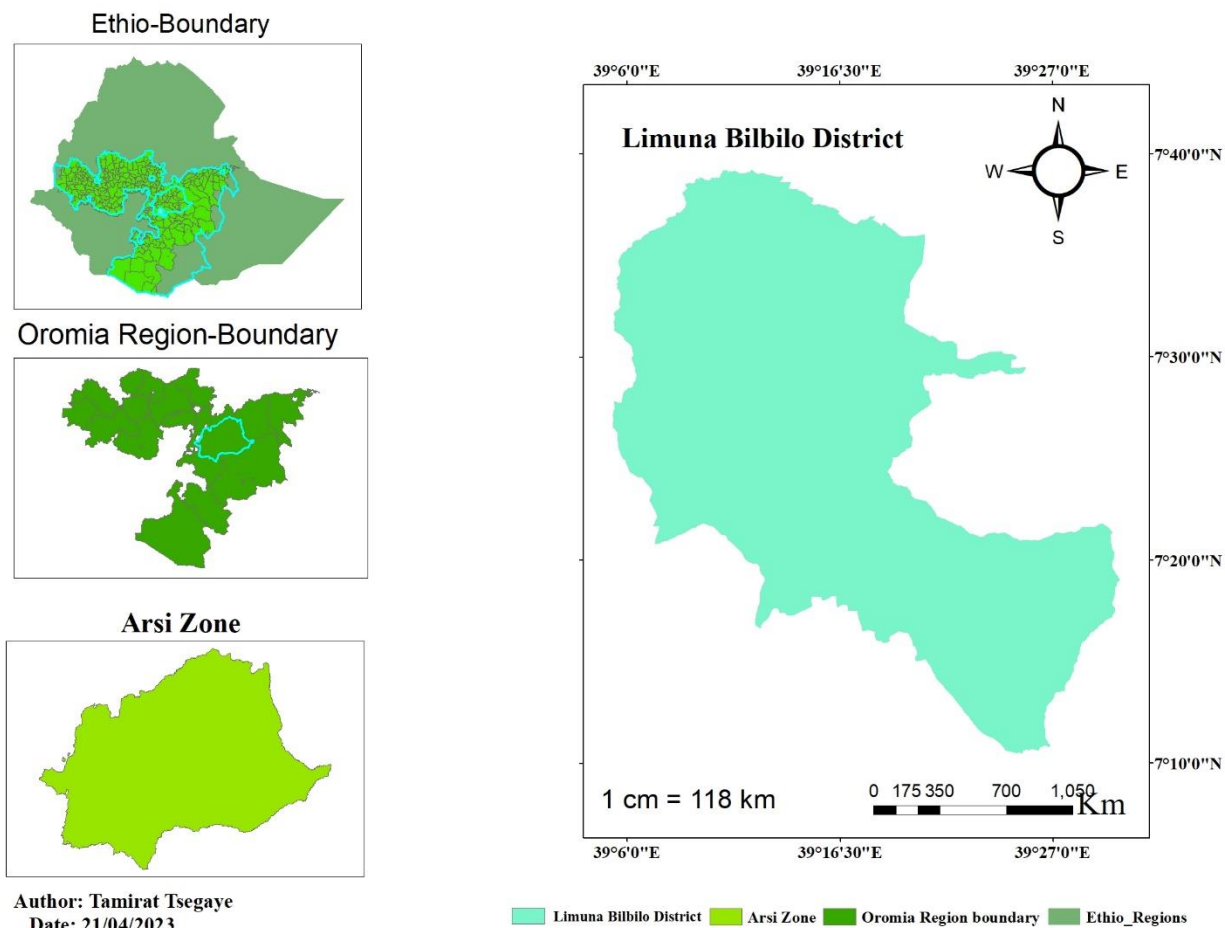 Ethio-Boundary
Oromia Region-Boundary
Arsi Zone
Author: Tamirat Tsegaye
Date: 21/04/2023
39°6'0"E 39°16'30"E 39°27'0"E
Limuna Bilbilo District
N
W E
S
7°40'0"N
7°30'0"N
7°20'0"N
7°10'0"N
1 cm = 118 km
0 175 350 700 1,050
Km
39°6'0"E 39°16'30"E 39°27'0"E
Limuna Bilbilo District Arsi Zone Oromia Region boundary Ethio_Regions